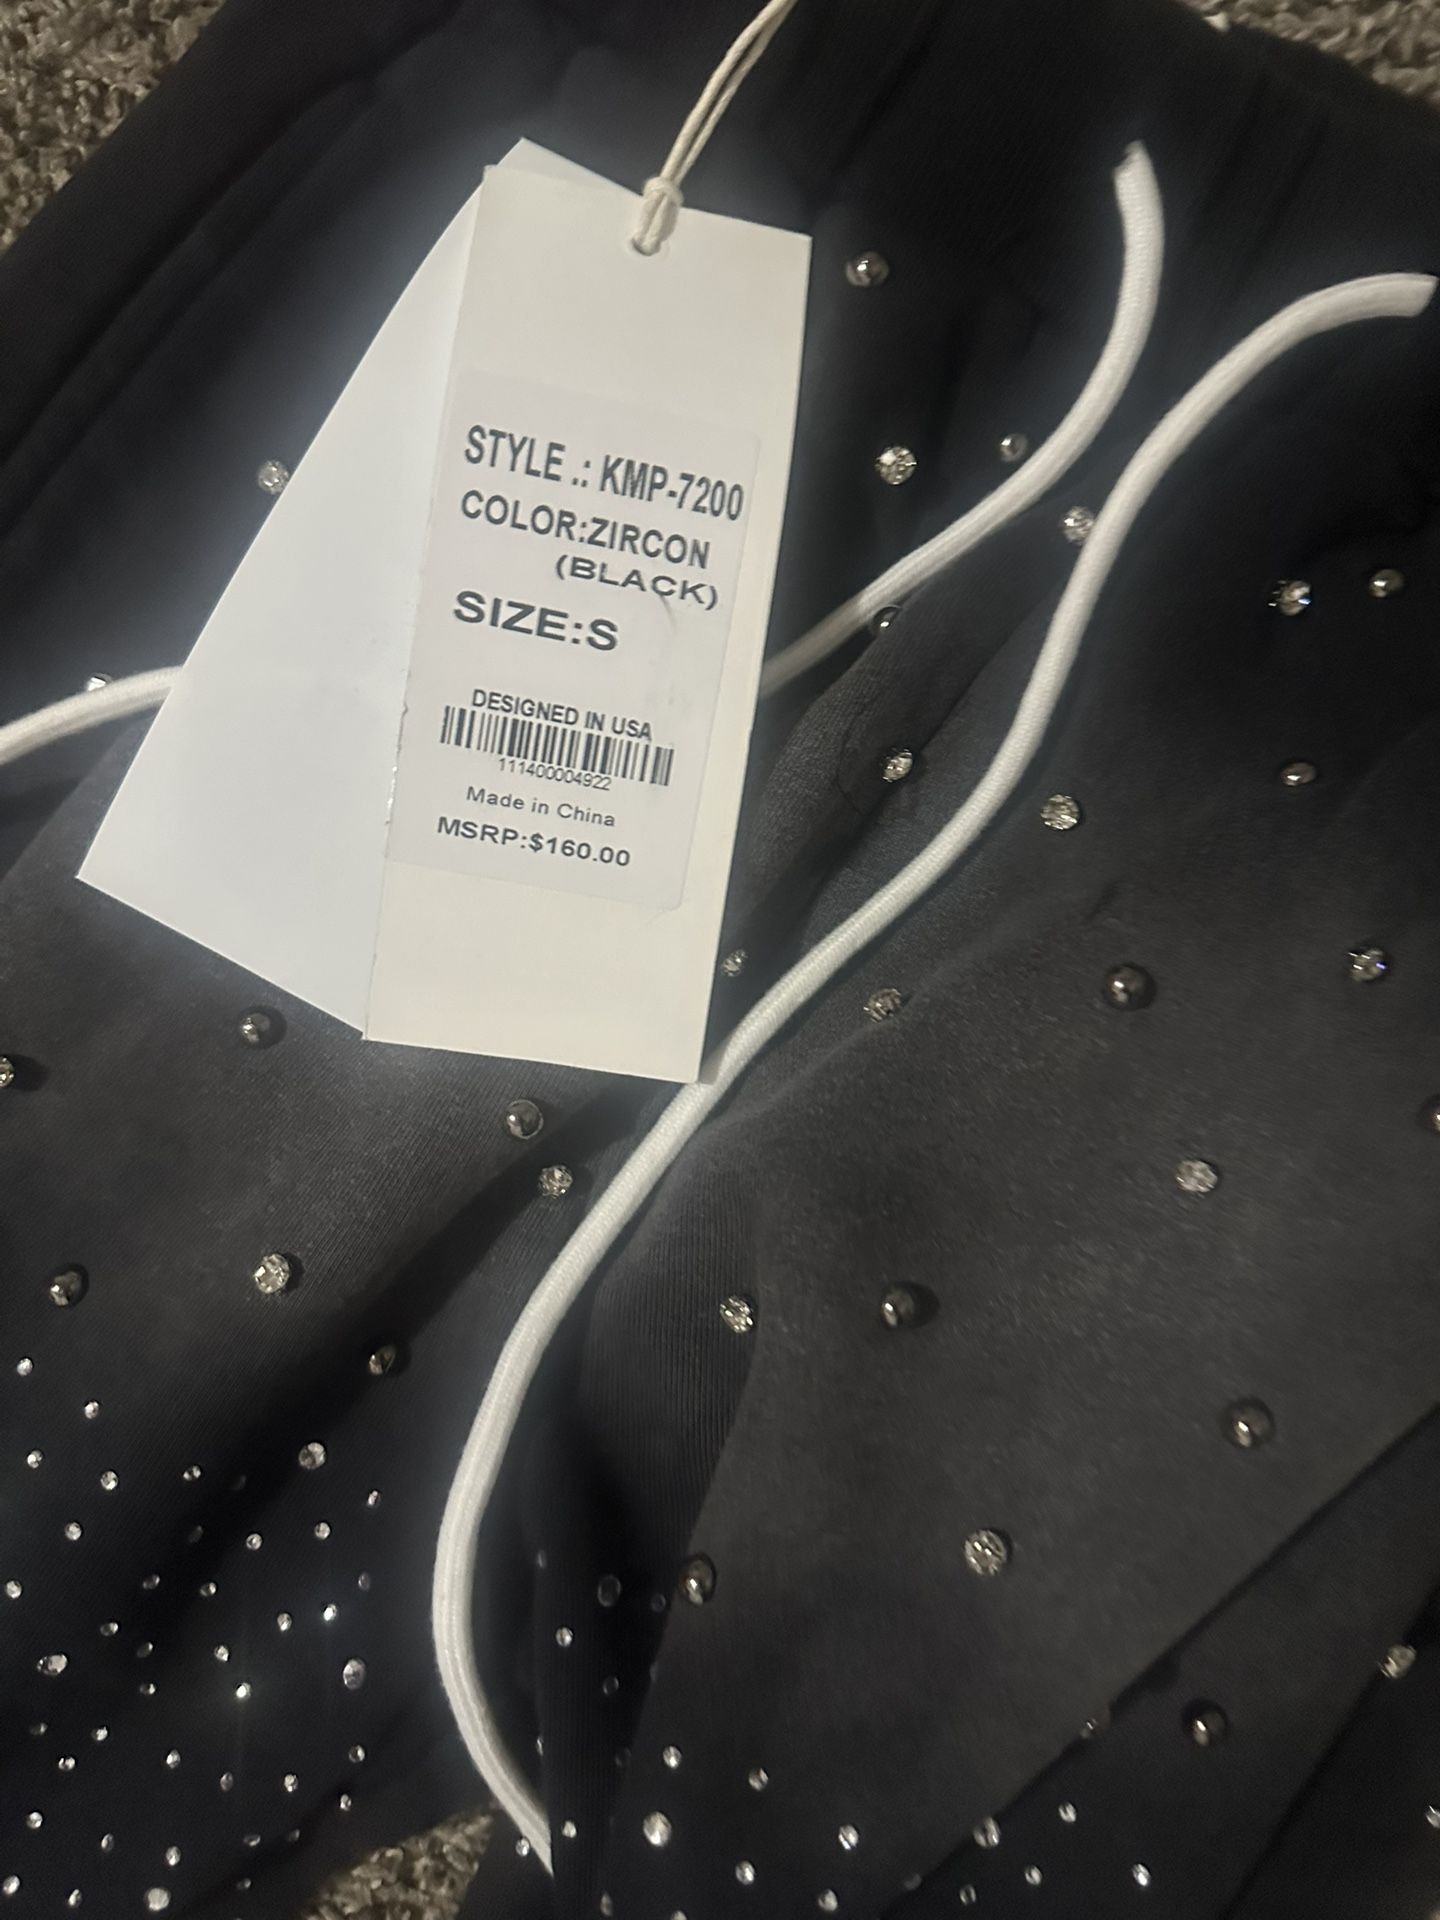 STYLE .: KMP-7200
COLOR:ZIRCON
(BLACK)
SIZE:S
DESIGNED IN USA
111400004922
Made in China
MSRP:$160.00